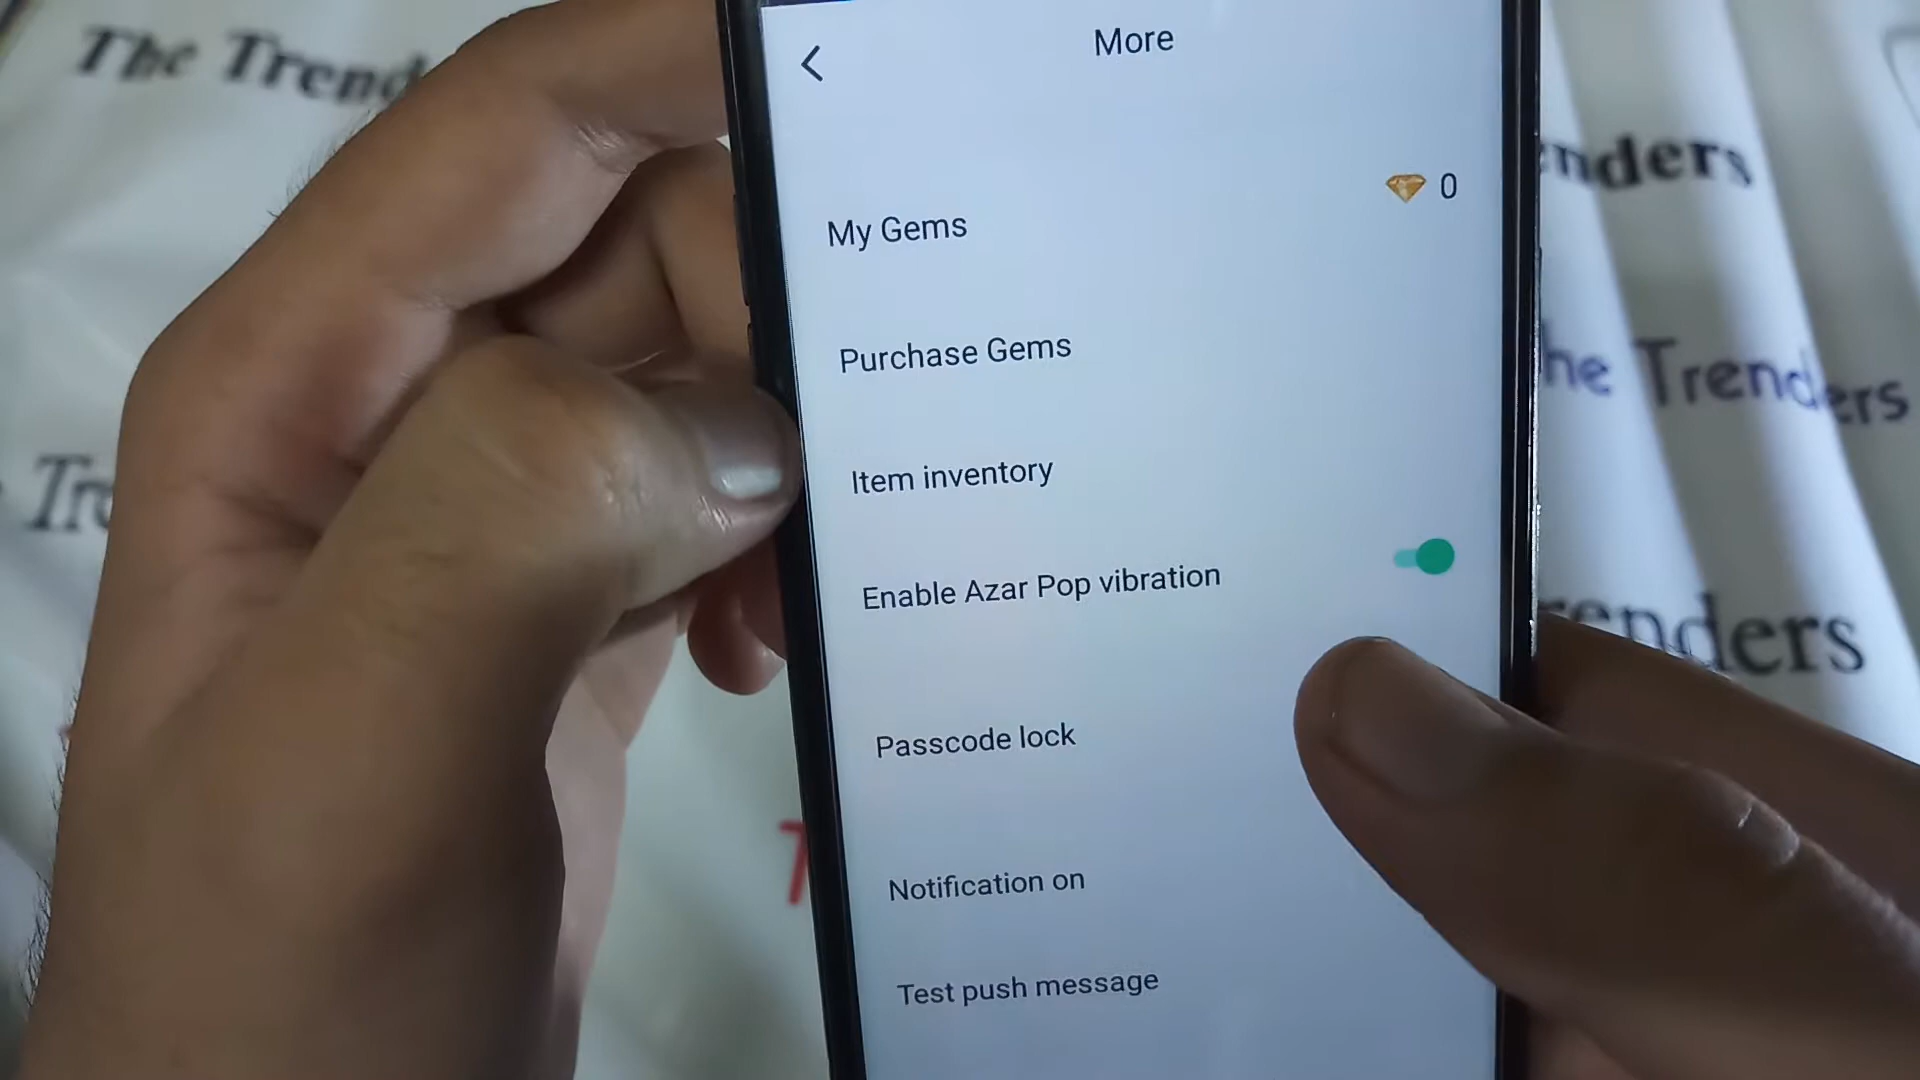 The Trend
More
enders
0
My Gems
Purchase Gems
he Trenders
Item inventory
Enable Azar Pop vibration
enders
Passcode lock
Notification on
Test push message